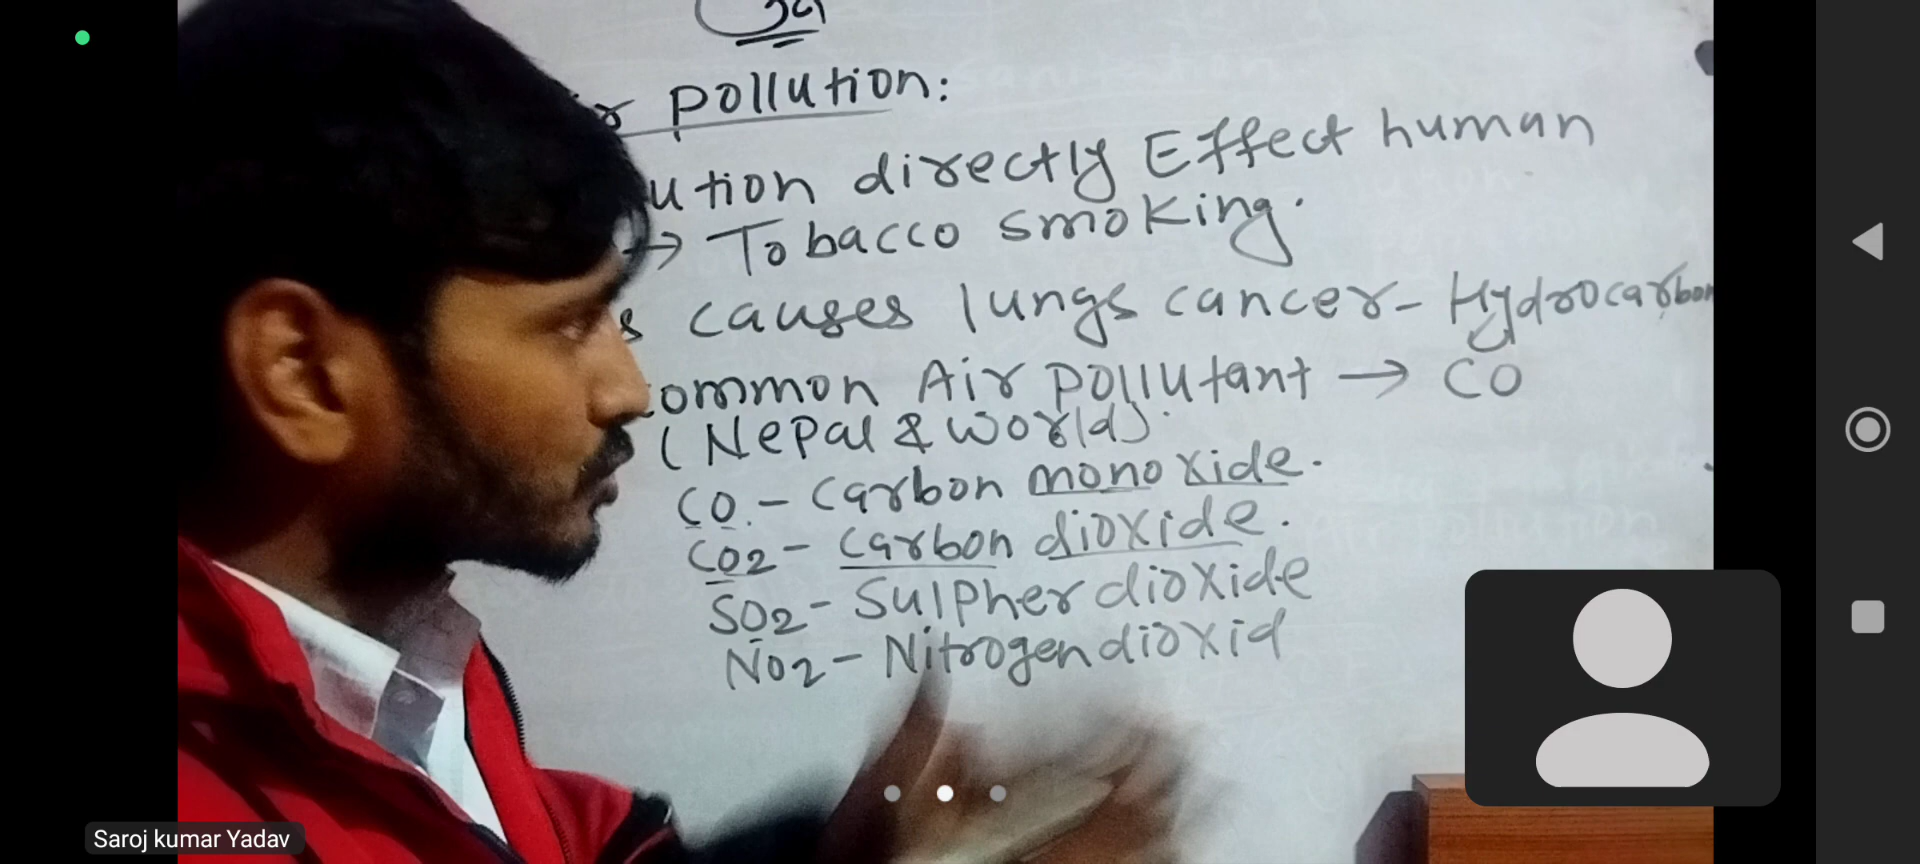 pollution:
ution directly Effect human
→ Tobacco smoking.
s causes lungs cancer- Hydrocarbon
common Air pollutant → CO
(Nepal & world).
CO - Carbon monoxide.
CO2 - Carbon dioxide.
SO2 - Sulpher dioxide
NO2 - Nitrogen dioxid
Saroj kumar Yadav